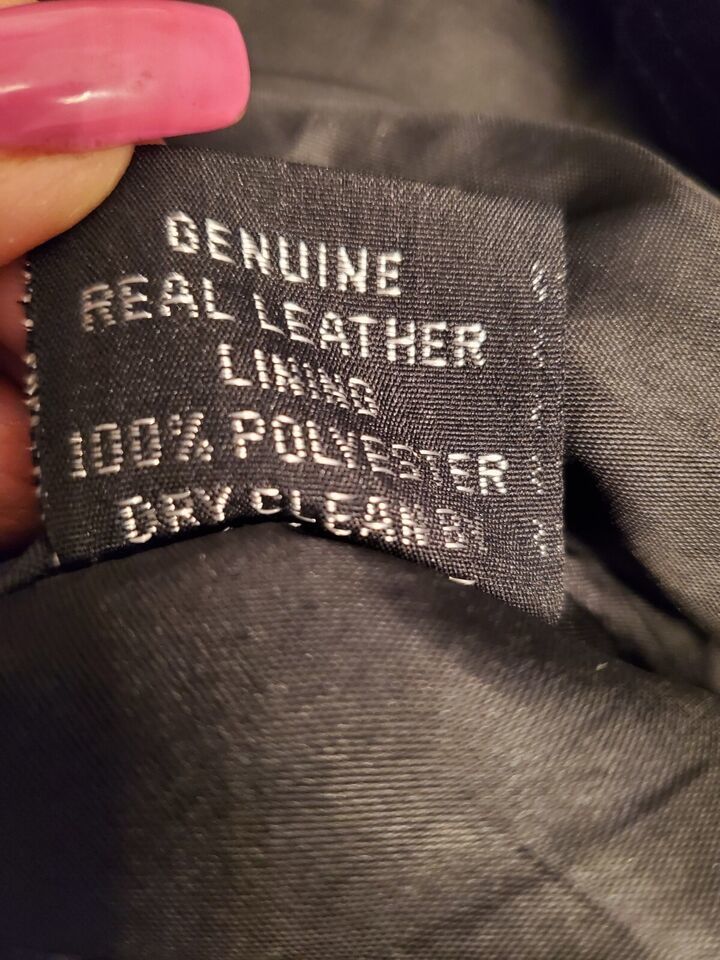 GENUINE
REAL LEATHER
LINING
100% POLYESTER
DRY CLEAN